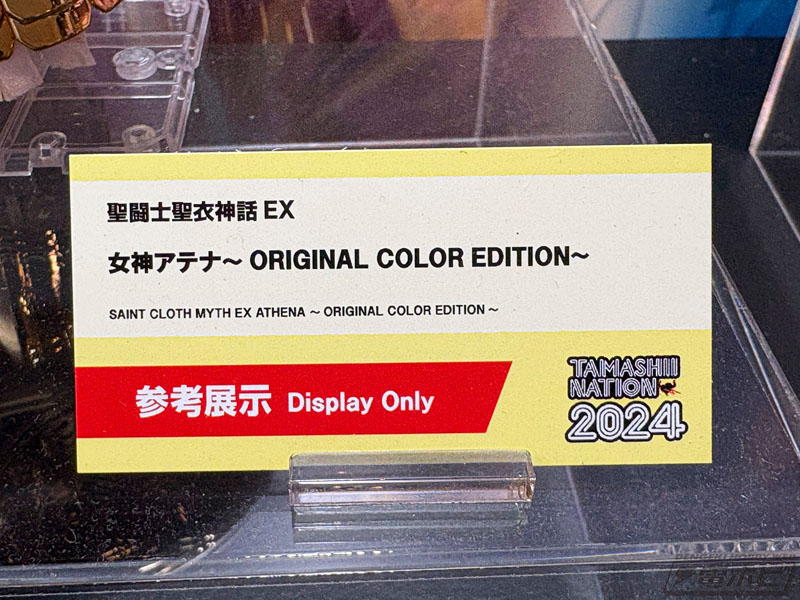 聖闘士聖衣神話 EX
女神アテナ～ ORIGINAL COLOR EDITION～
SAINT CLOTH MYTH EX ATHENA ～ ORIGINAL COLOR EDITION ～
参考展示 Display Only
TAMASHII
NATION
2024